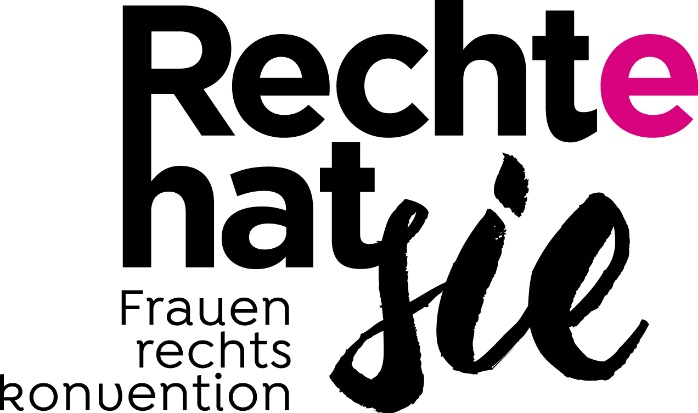 Rechte
hat sie
Frauen
rechts
konvention